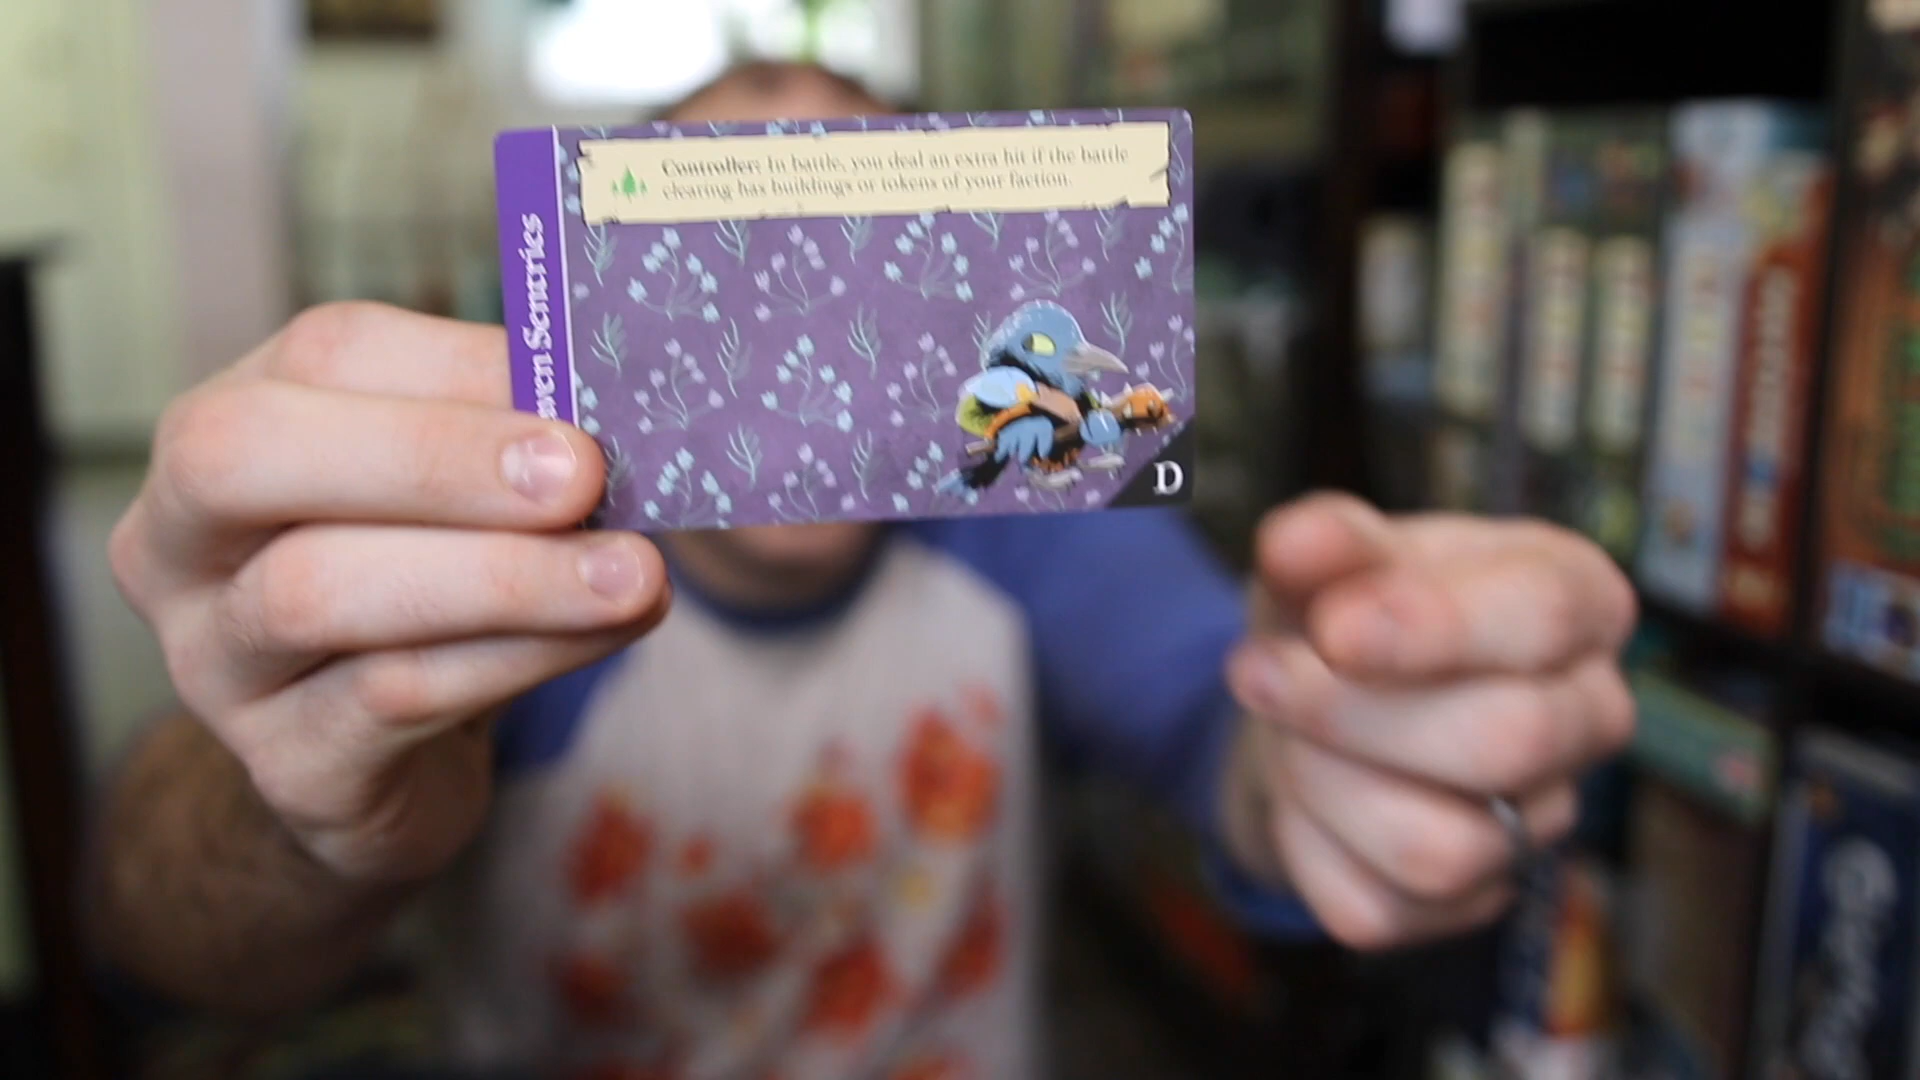 Controller: In battle, you deal an extra hit if the battle
clearing has buildings or tokens of your faction.
Sentries
D